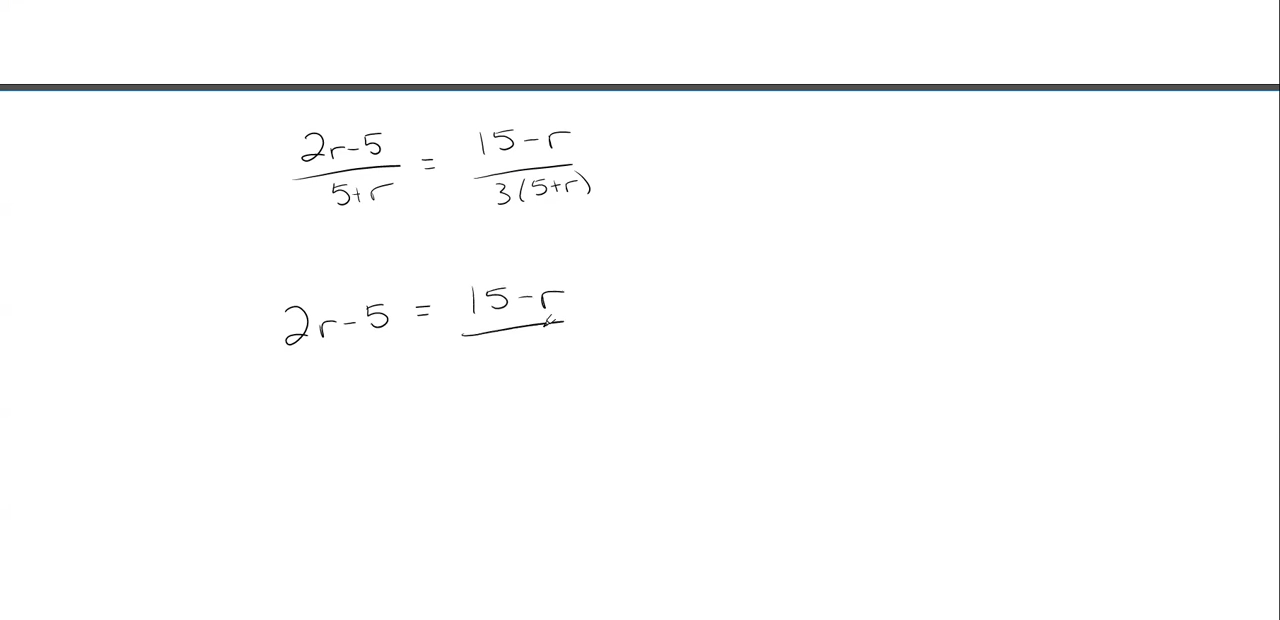 2r-5 = 15-r
5+r 3(5+r)
2r-5 = 15-r